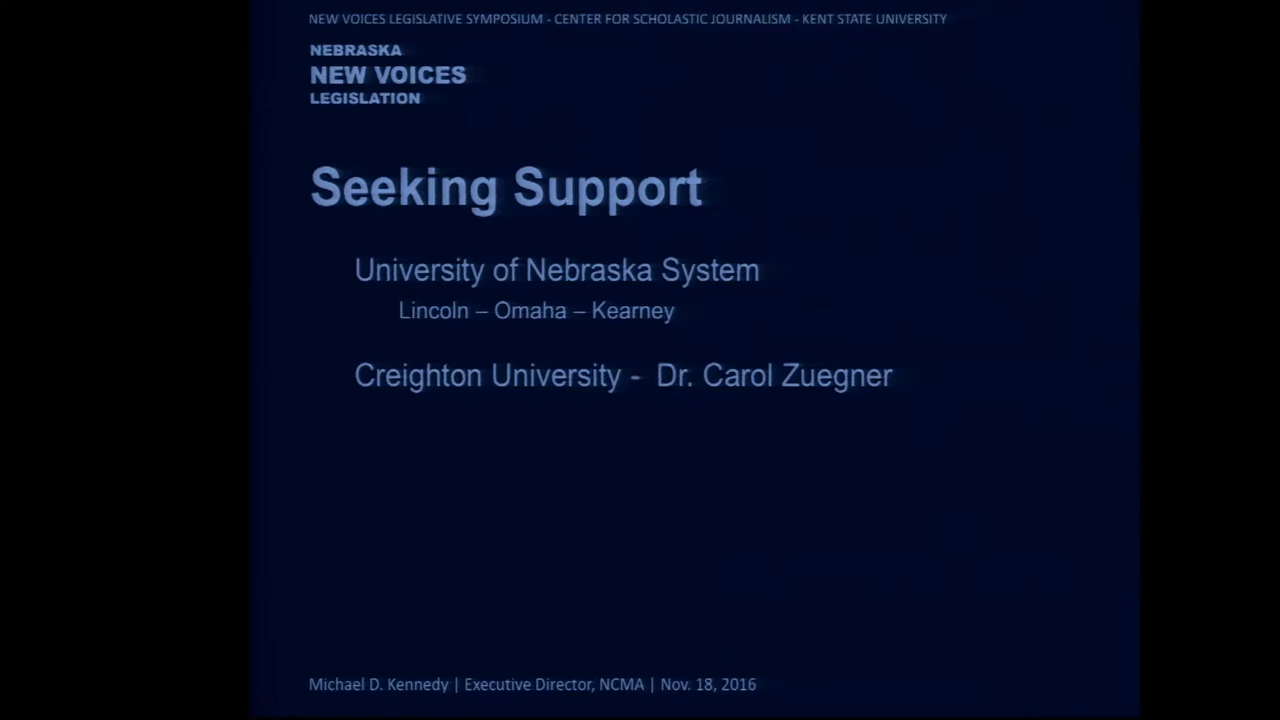 NEW VOICES LEGISLATIVE SYMPOSIUM - CENTER FOR SCHOLASTIC JOURNALISM - KENT STATE UNIVERSITY
NEBRASKA
NEW VOICES
LEGISLATION
Seeking Support
University of Nebraska System
Lincoln – Omaha – Kearney
Creighton University - Dr. Carol Zuegner
Michael D. Kennedy | Executive Director, NCMA | Nov. 18, 2016